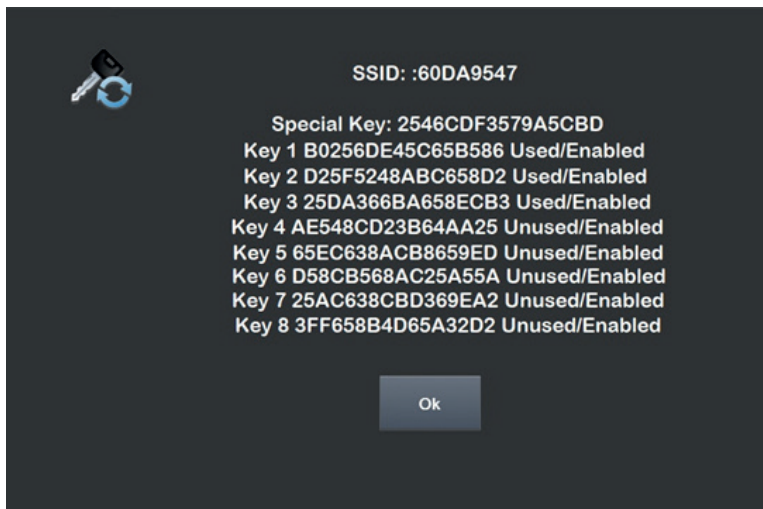 SSID: :60DA9547
Special Key: 2546CDF3579A5CBD
Key 1 B0256DE45C65B586 Used/Enabled
Key 2 D25F5248ABC658D2 Used/Enabled
Key 3 25DA366BA658ECB3 Used/Enabled
Key 4 AE548CD23B64AA25 Unused/Enabled
Key 5 65EC638ACB8659ED Unused/Enabled
Key 6 D58CB568AC25A55A Unused/Enabled
Key 7 25AC638CBD369EA2 Unused/Enabled
Key 8 3FF658B4D65A32D2 Unused/Enabled
Ok